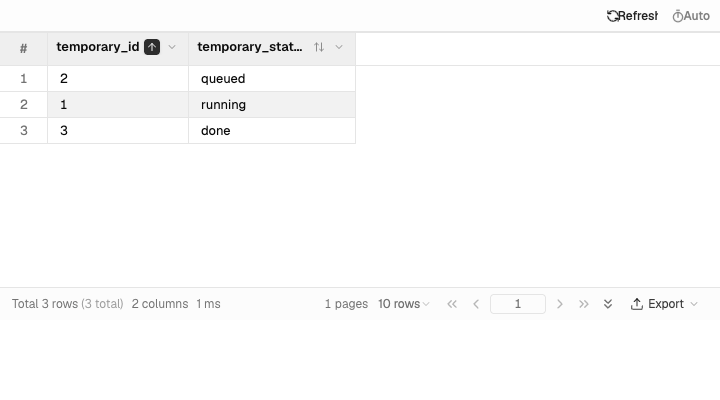 Refresh Auto
# temporary_id temporary_stat...
1 2 queued
2 1 running
3 3 done
Total 3 rows (3 total) 2 columns 1 ms 1 pages 10 rows 1 Export